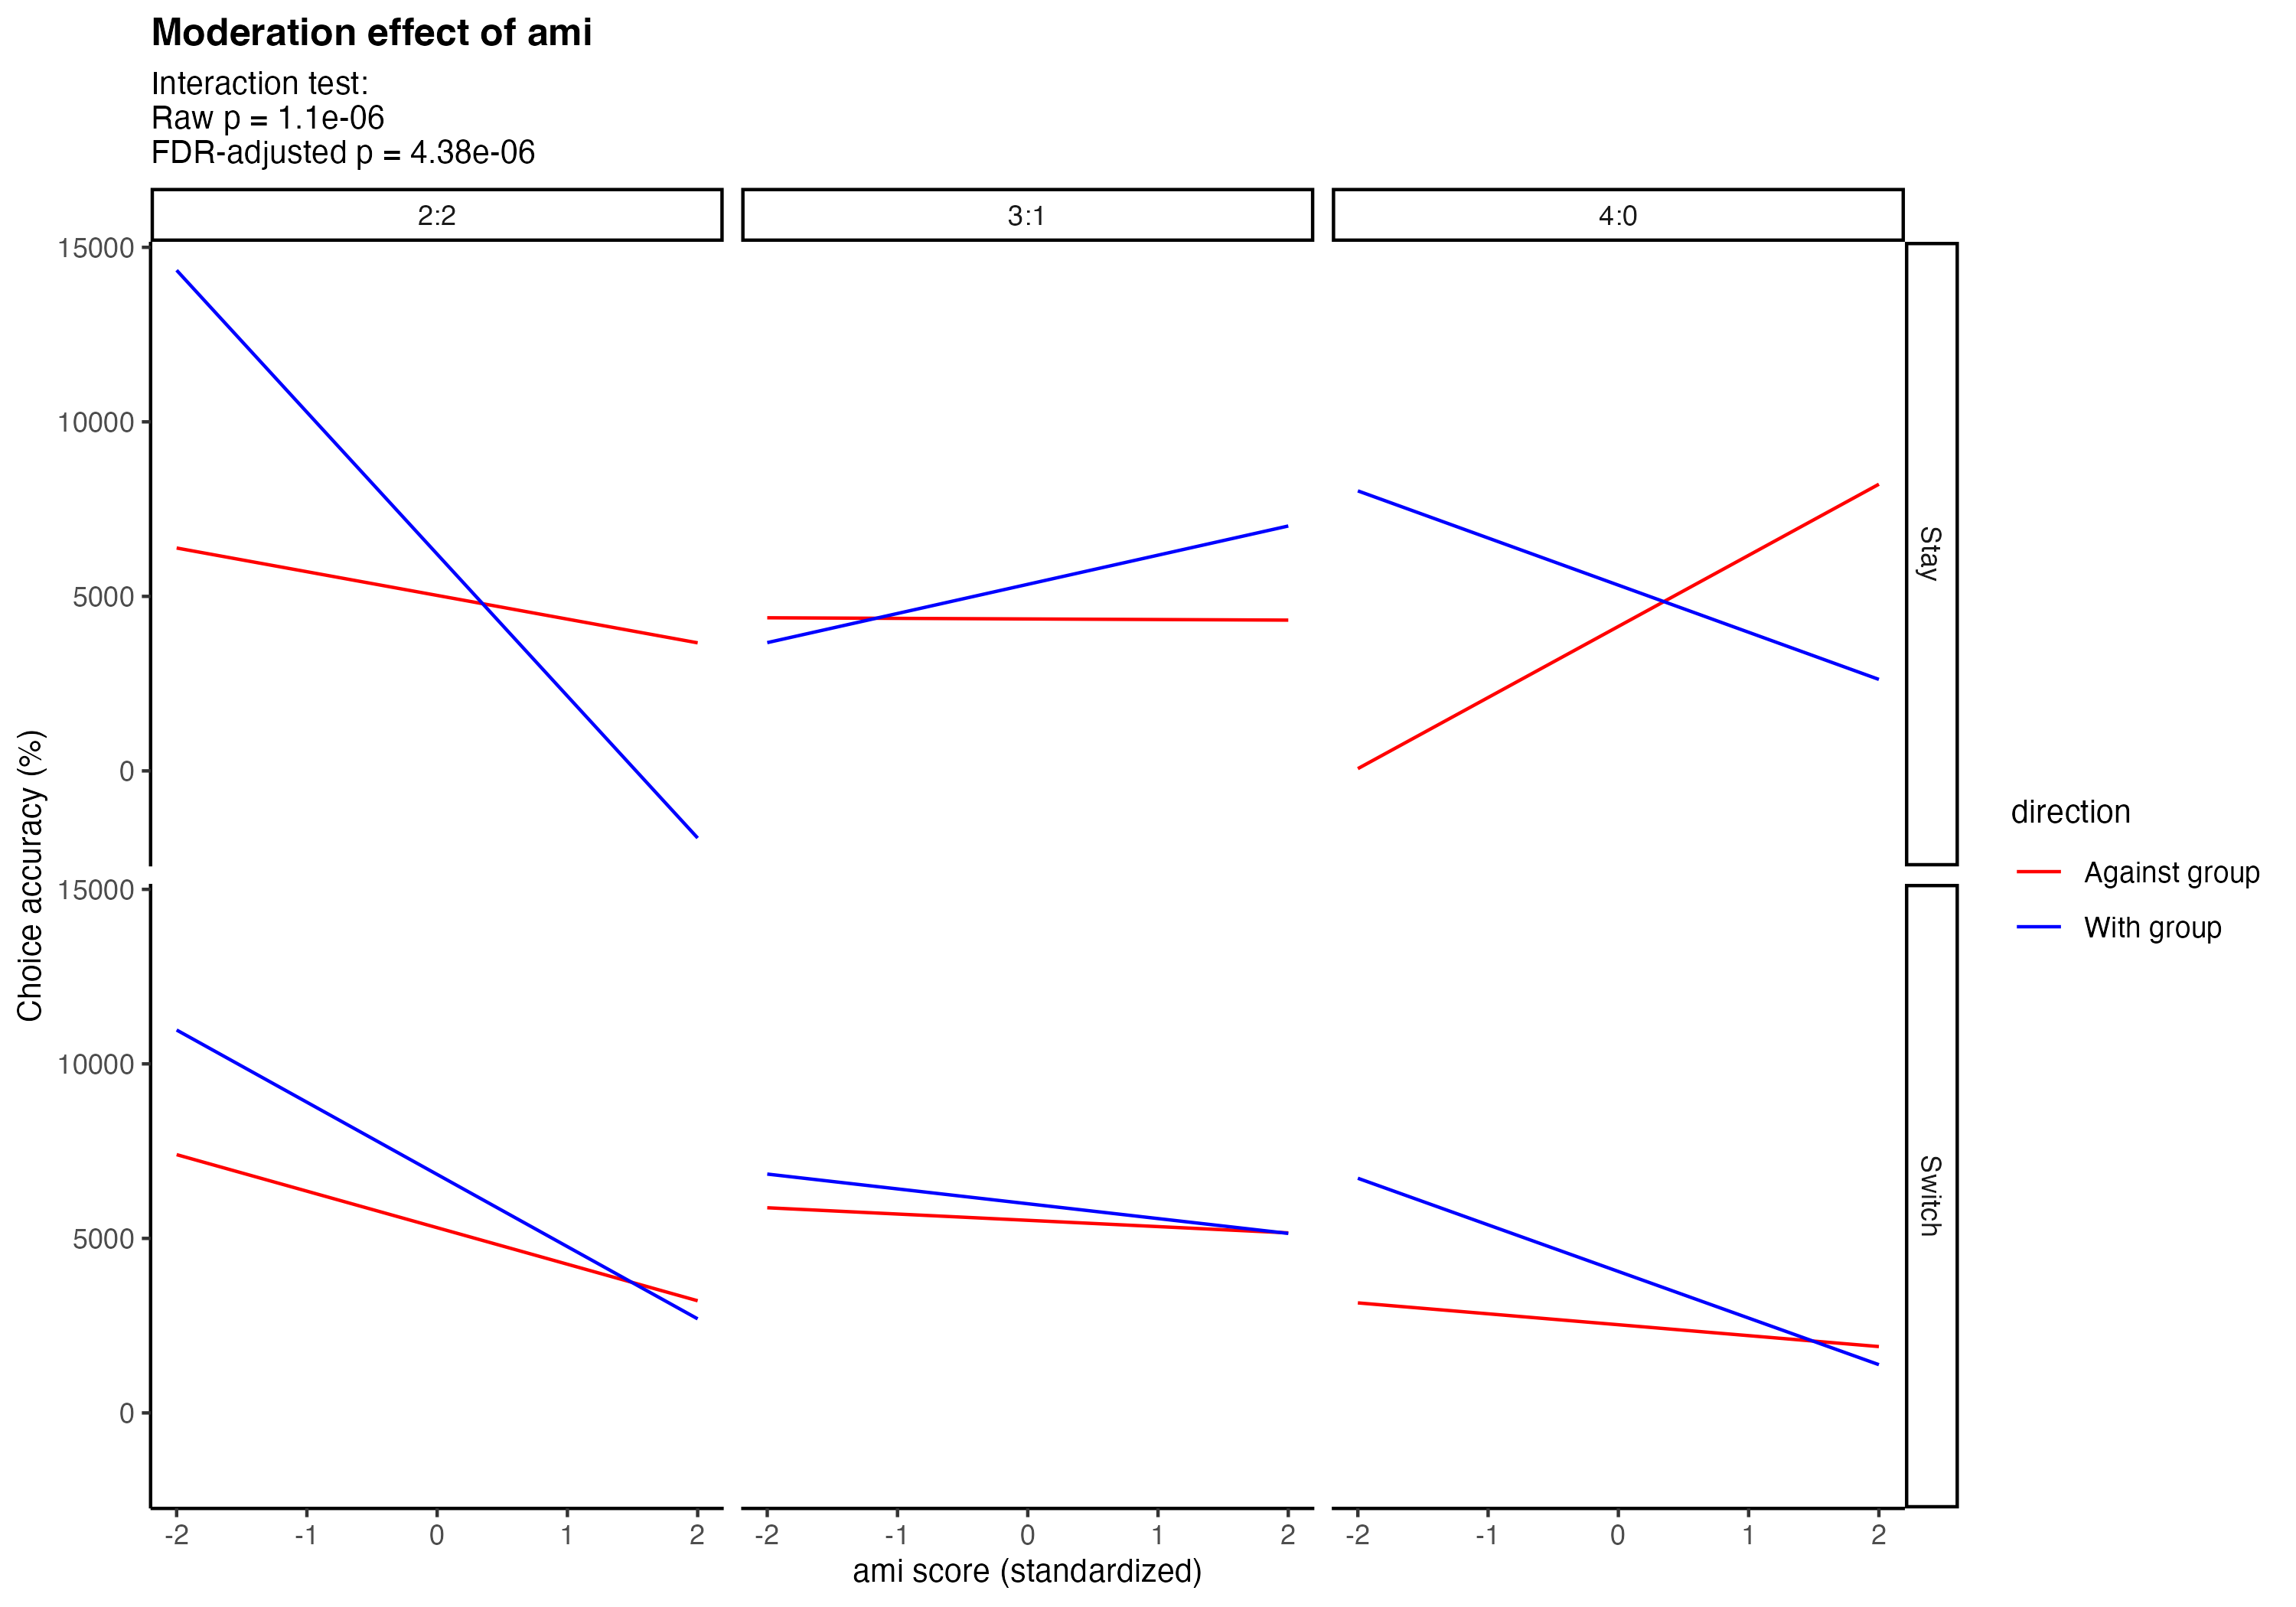 Moderation effect of ami
Interaction test:
Raw p = 1.1e-06
FDR-adjusted p = 4.38e-06
2:2
3:1
4:0
15000
10000
5000
0
Stay
15000
10000
5000
0
Switch
Choice accuracy (%)
-2
-1
0
1
2
-2
-1
0
1
2
-2
-1
0
1
2
ami score (standardized)
direction
Against group
With group